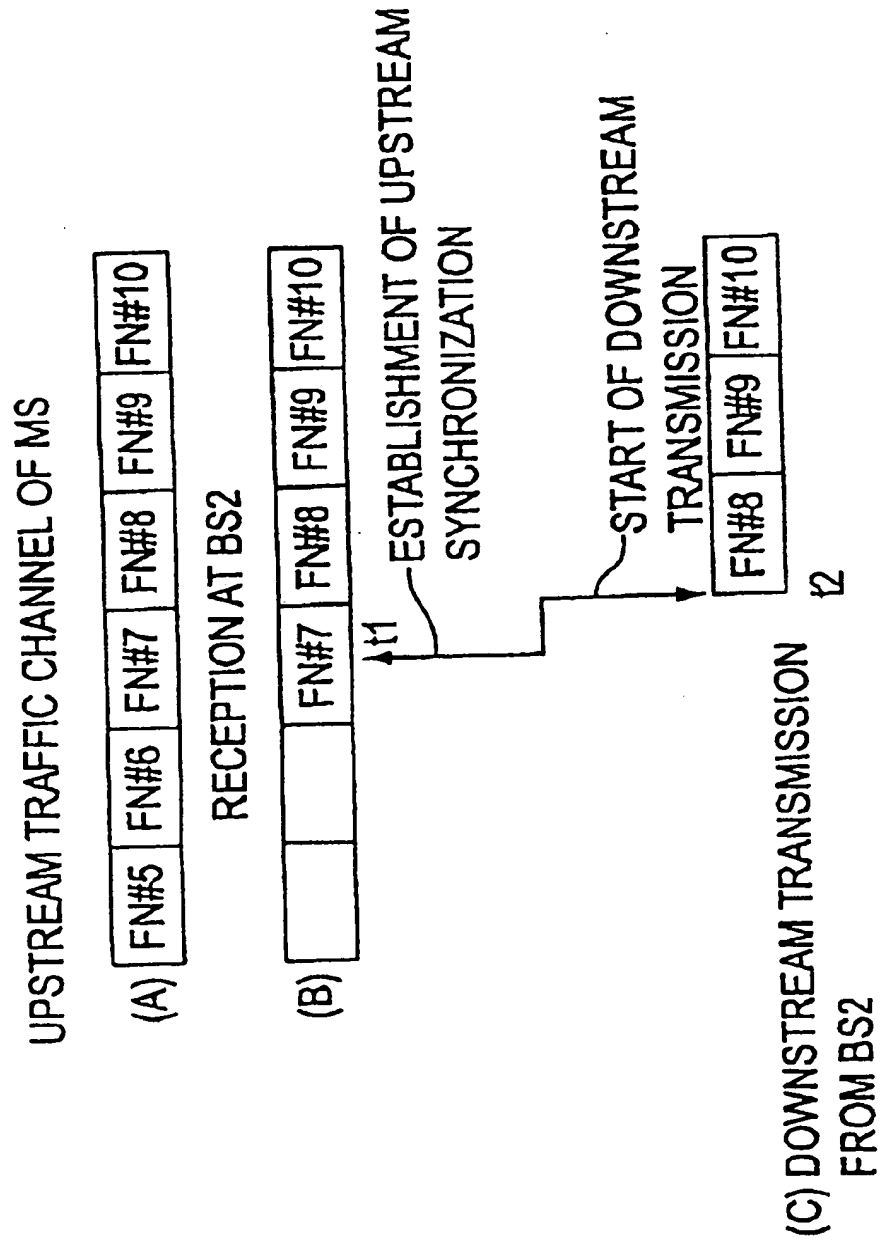 UPSTREAM TRAFFIC CHANNEL OF MS
(A) FN#5 FN#6 FN#7 FN#8 FN#9 FN#10
RECEPTION AT BS2
(B) FN#7 FN#8 FN#9 FN#10
t1
ESTABLISHMENT OF UPSTREAM
SYNCHRONIZATION
START OF DOWNSTREAM
TRANSMISSION
FN#8 FN#9 FN#10
t2
(C) DOWNSTREAM TRANSMISSION
FROM BS2